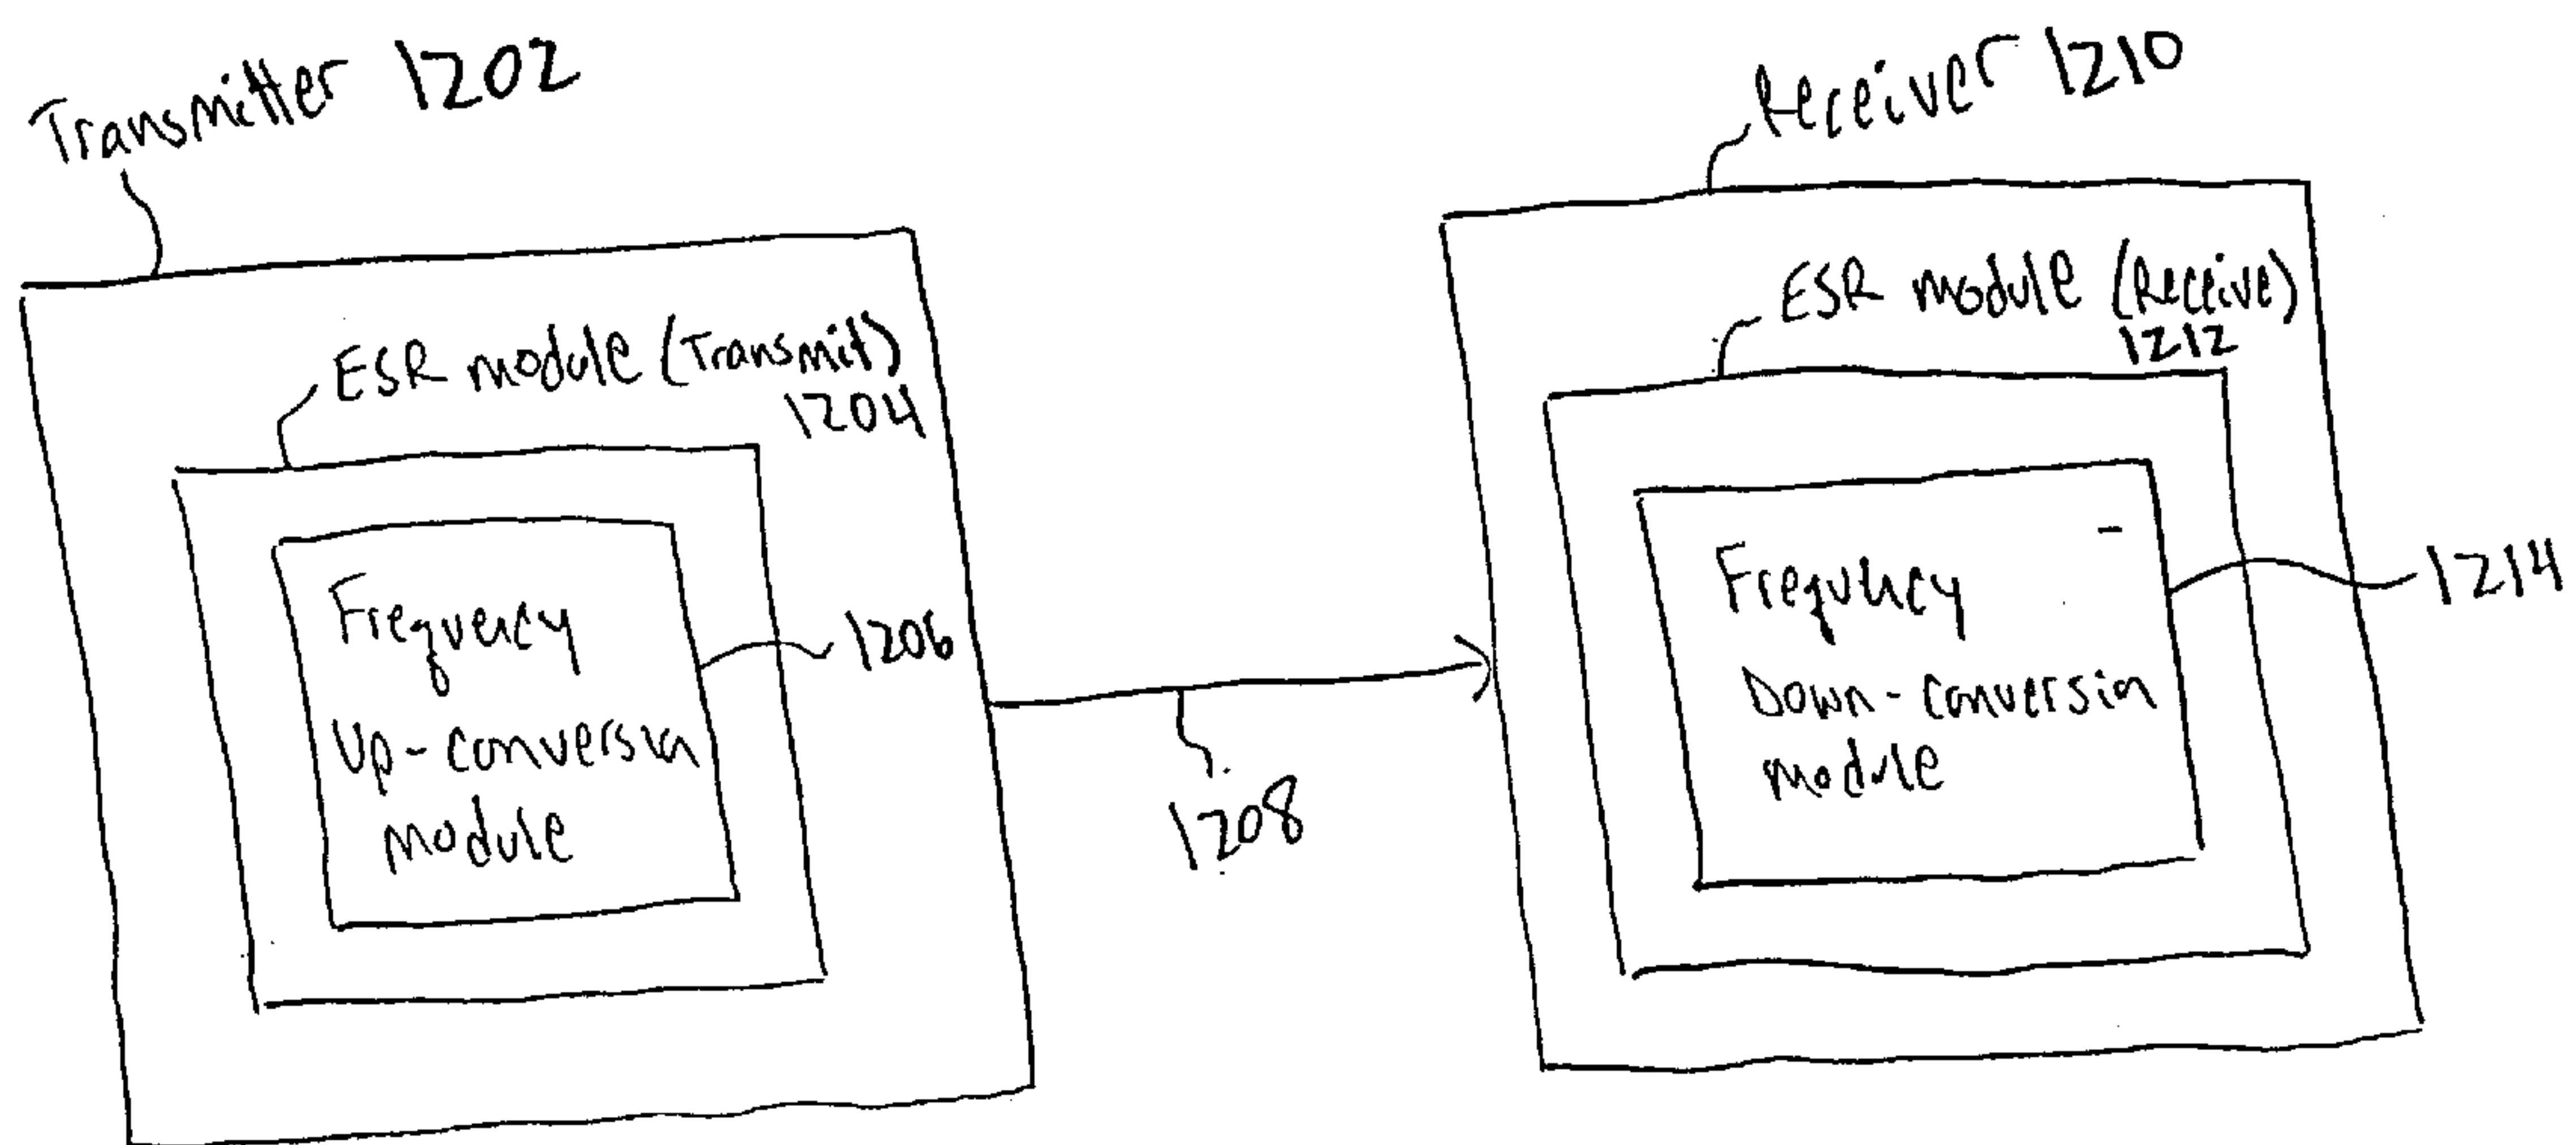 Transmitter 1202
Receiver 1210
ESR module (Transmit)
1204
ESR module (Receive)
1212
Frequency
Up-conversion
module
1206
1208
Frequency
Down-conversion
module
1214